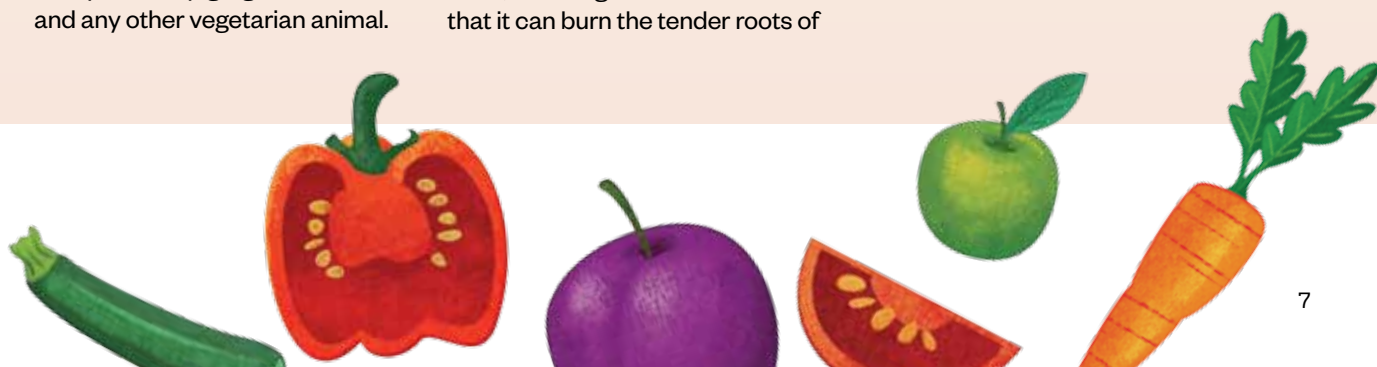 and any other vegetarian animal.
that it can burn the tender roots of
7